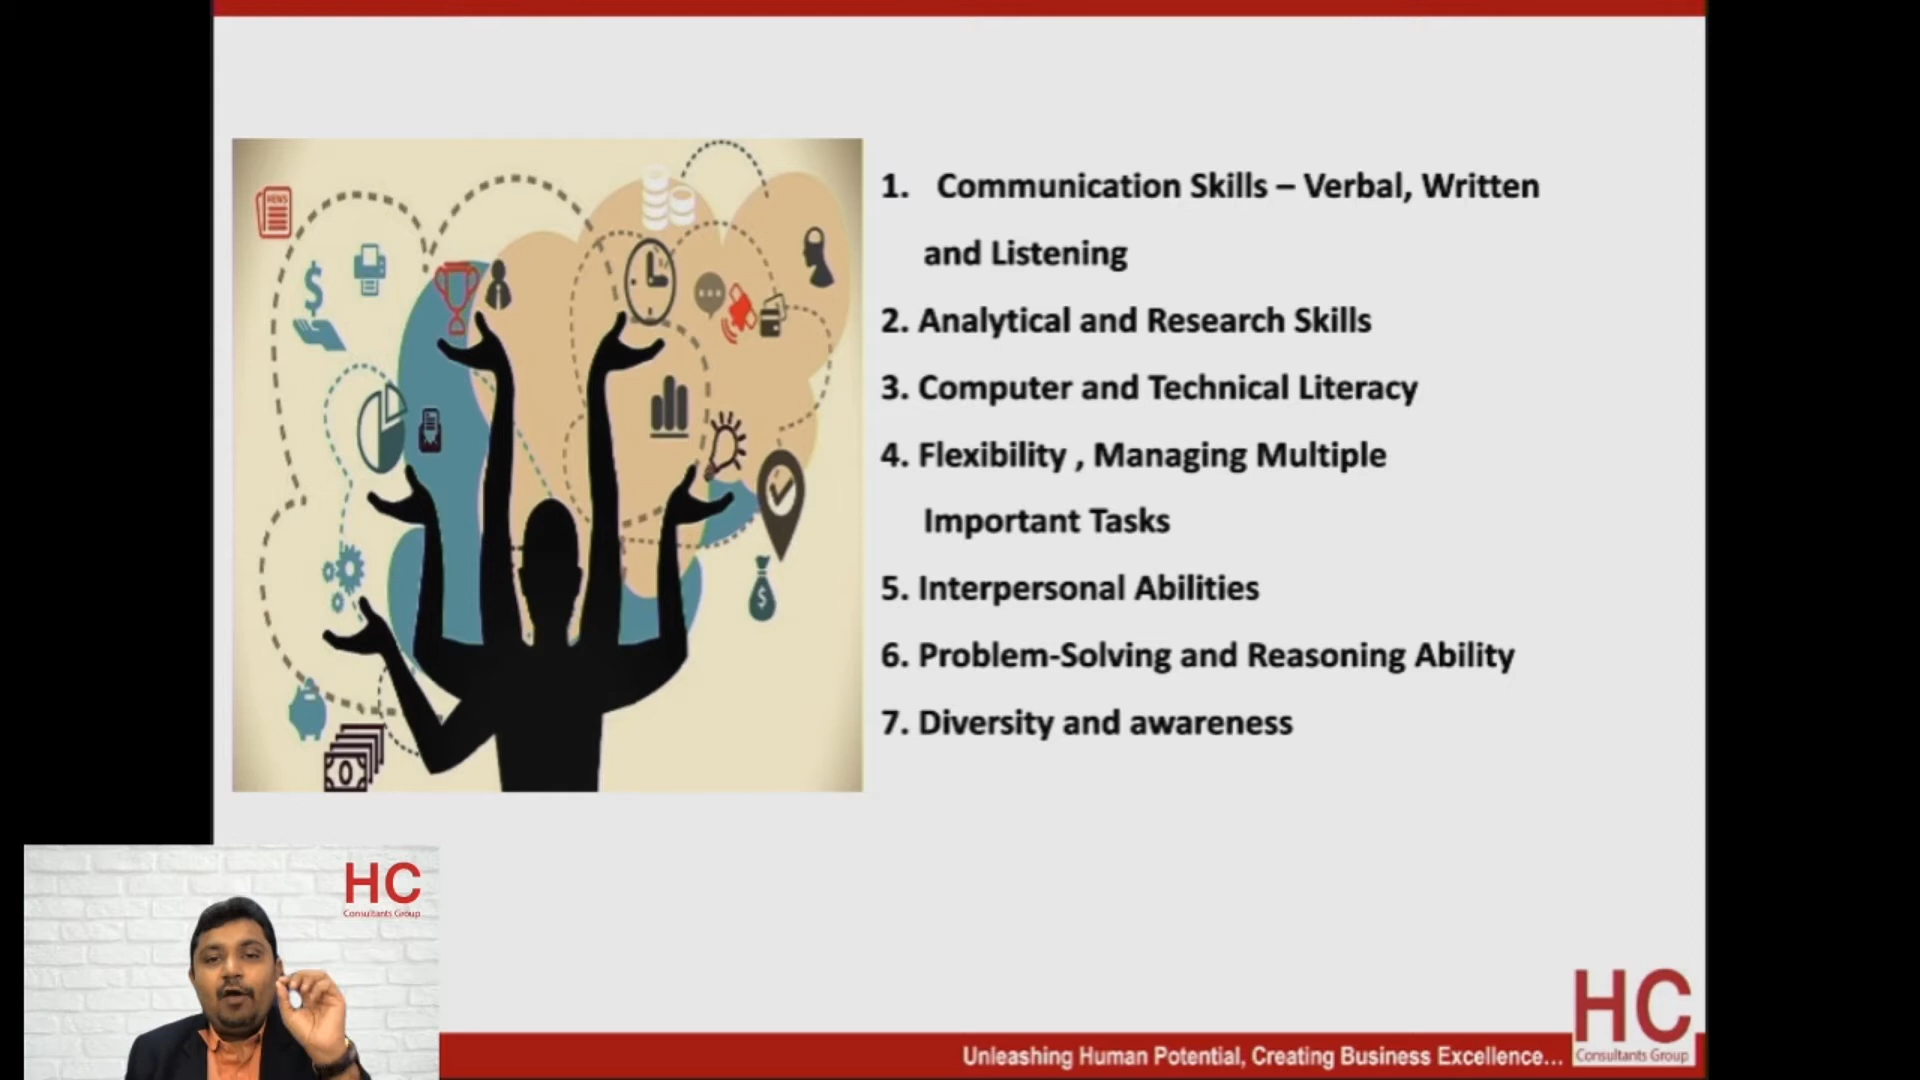 1. Communication Skills – Verbal, Written
and Listening
2. Analytical and Research Skills
3. Computer and Technical Literacy
4. Flexibility , Managing Multiple
Important Tasks
5. Interpersonal Abilities
6. Problem-Solving and Reasoning Ability
7. Diversity and awareness
NEWS
$
$
0
HC
Consultants Group
Unleashing Human Potential, Creating Business Excellence...
HC
Consultants Group